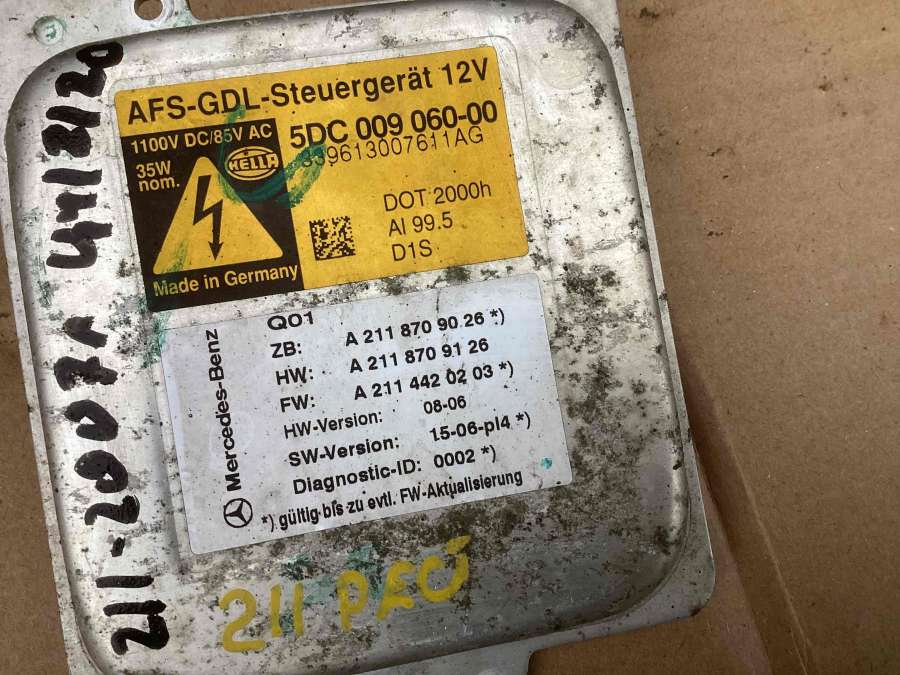 AFS-GDL-Steuergerät 12V
1100V DC/85V AC
35W
nom.
HELLA
5DC 009 060-00
339613007611AG
DOT 2000h
AI 99.5
D1S
Made in Germany
Mercedes-Benz
Q01
ZB: A 211 870 90 26 *)
HW: A 211 870 91 26
FW: A 211 442 02 03 *)
HW-Version: 08-06
SW-Version: 15-06-pl4 *)
Diagnostic-ID: 0002 *)
*) gültig bis zu evtl. FW-Aktualisierung
211 РЕО